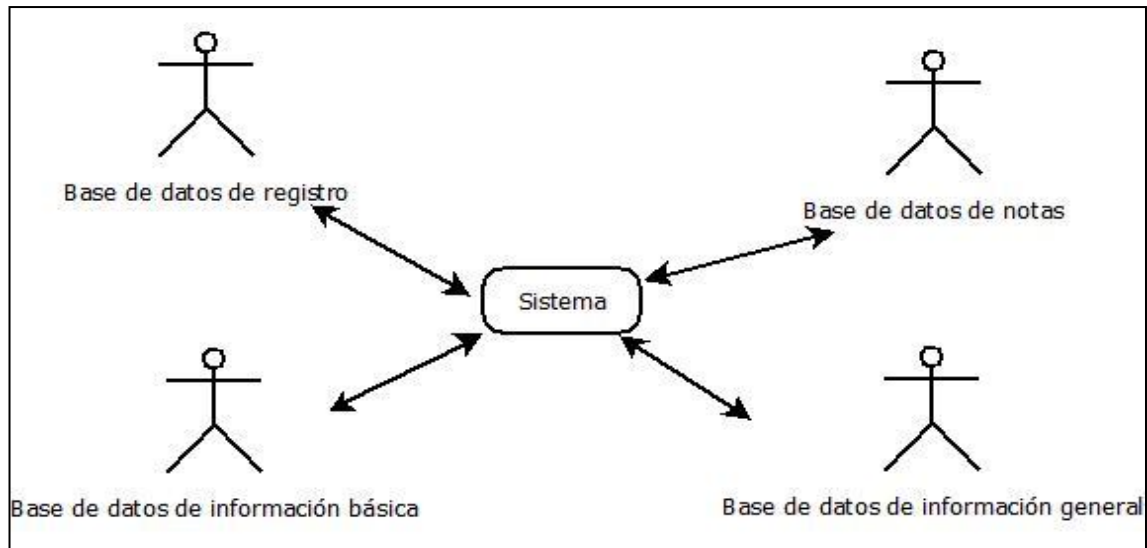 Base de datos de registro
Base de datos de notas
Sistema
Base de datos de información básica
Base de datos de información general